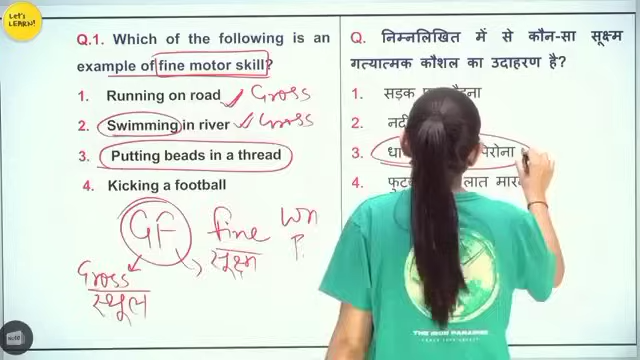 Let's
LEARN!
Q.1. Which of the following is an
example of fine motor skill?
1. Running on road Gross
2. Swimming in river Gross
3. Putting beads in a thread
4. Kicking a football
GF
fine
सूक्ष्म
Gross
स्थूल
P.
Q. निम्नलिखित में से कौन-सा सूक्ष्म
गत्यात्मक कौशल का उदाहरण है?
1. सड़क
2.
3. पिरोना
4. लात